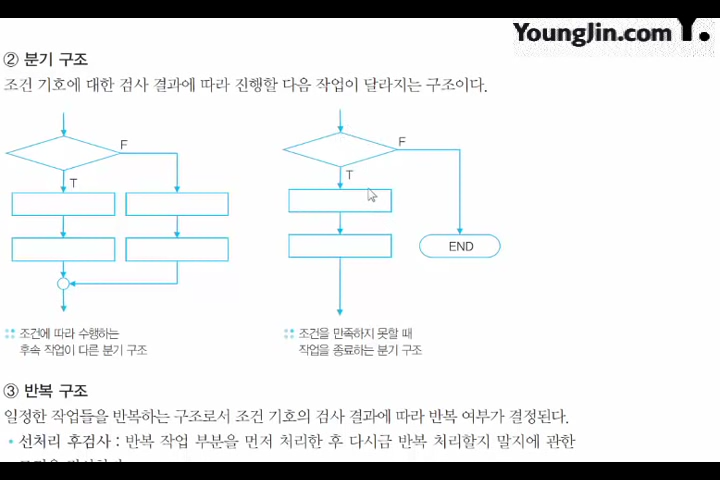 YoungJin.com Y.
② 분기 구조
조건 기호에 대한 검사 결과에 따라 진행할 다음 작업이 달라지는 구조이다.
F
T
F
T
END
조건에 따라 수행하는
후속 작업이 다른 분기 구조
조건을 만족하지 못할 때
작업을 종료하는 분기 구조
③ 반복 구조
일정한 작업들을 반복하는 구조로서 조건 기호의 검사 결과에 따라 반복 여부가 결정된다.
• 선처리 후검사 : 반복 작업 부분을 먼저 처리한 후 다시금 반복 처리할지 말지에 관한